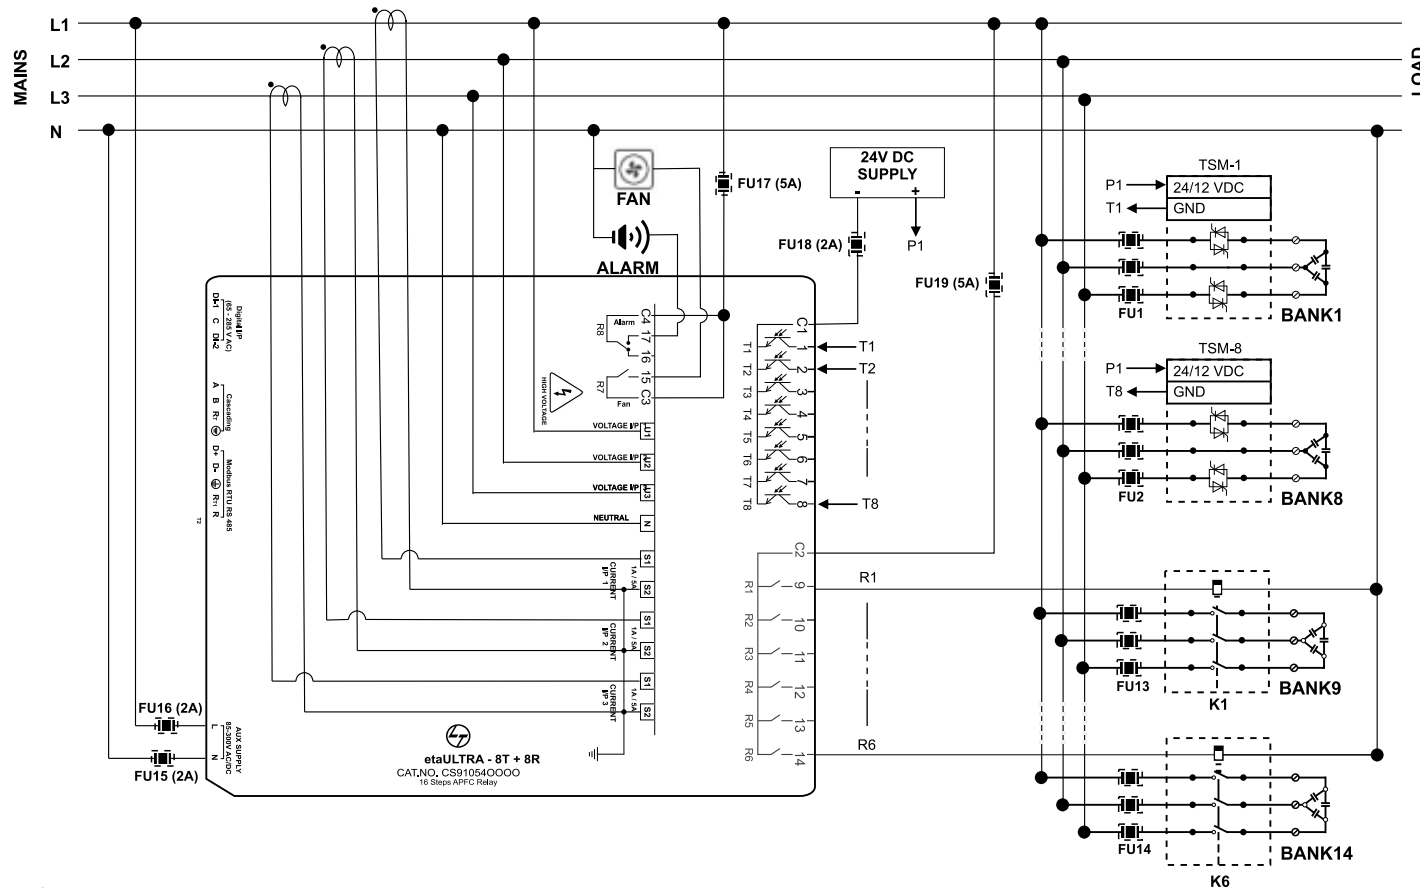 MAINS
L1
L2
L3
N
LOAD
FAN
ALARM
FU17 (5A)
24V DC
SUPPLY
-
+
P1
FU18 (2A)
FU19 (5A)
TSM-1
P1
24/12 VDC
T1
GND
FU1
BANK1
TSM-8
P1
24/12 VDC
T8
GND
FU2
BANK8
FU13
BANK9
K1
FU14
BANK14
K6
Digital I/P
(65 - 285 V AC)
DI-1
C
DI-2
Cascading
A
B
RT
Modbus RTU RS 485
D+
D-
RT1
R
T2
AUX SUPPLY
85-300V AC/DC
L
N
FU16 (2A)
FU15 (2A)
HIGH VOLTAGE
R8
Alarm
C4
17
16
R7
Fan
15
C3
VOLTAGE I/P
U1
VOLTAGE I/P
U2
VOLTAGE I/P
U3
NEUTRAL
N
CURRENT
I/P 1
1A / 5A
S1
S2
CURRENT
I/P 2
1A / 5A
S1
S2
CURRENT
I/P 3
1A / 5A
S1
S2
C1
T1
1
T1
T2
2
T2
T3
3
T4
4
T5
5
T6
6
T7
7
T8
8
T8
C2
R1
9
R1
R2
10
R3
11
R4
12
R5
13
R6
14
R6
etaULTRA - 8T + 8R
CAT.NO. CS91054OOOO
16 Steps APFC Relay